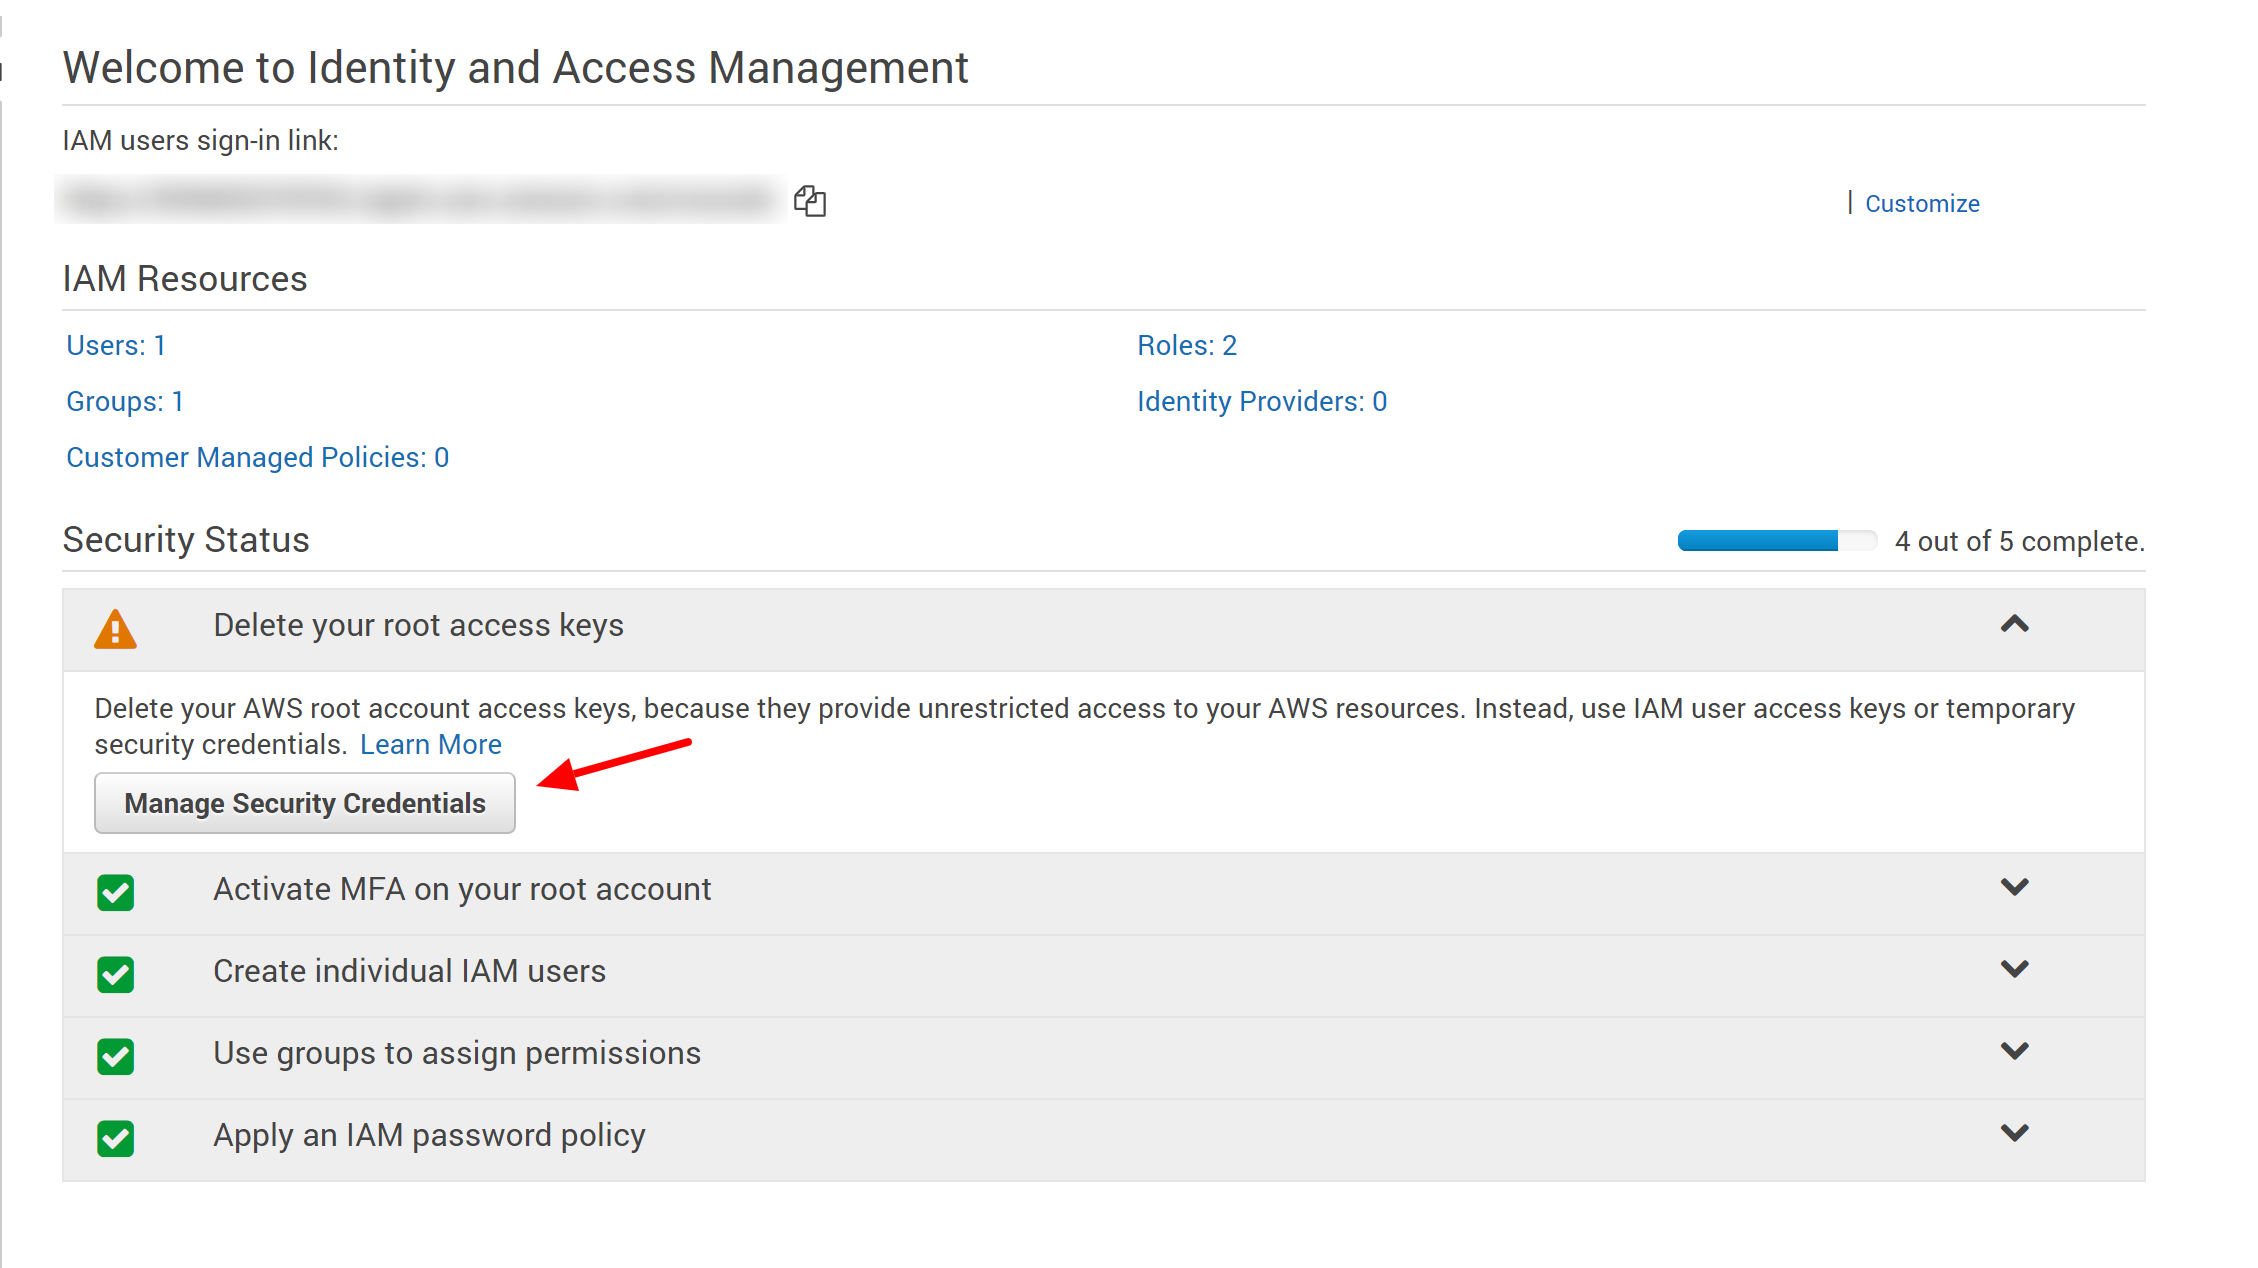 Welcome to Identity and Access Management
IAM users sign-in link:
| Customize
IAM Resources
Users: 1
Roles: 2
Groups: 1
Identity Providers: 0
Customer Managed Policies: 0
Security Status
4 out of 5 complete.
Delete your root access keys
Delete your AWS root account access keys, because they provide unrestricted access to your AWS resources. Instead, use IAM user access keys or temporary
security credentials. Learn More
Manage Security Credentials
Activate MFA on your root account
Create individual IAM users
Use groups to assign permissions
Apply an IAM password policy